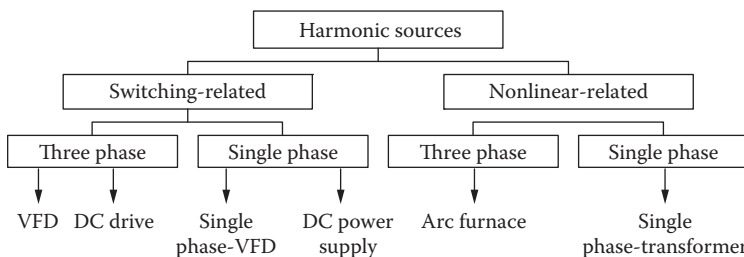 Harmonic sources
Switching-related
Nonlinear-related
Three phase
Single phase
Three phase
Single phase
VFD
DC drive
Single
phase-VFD
DC power
supply
Arc furnace
Single
phase-transformer